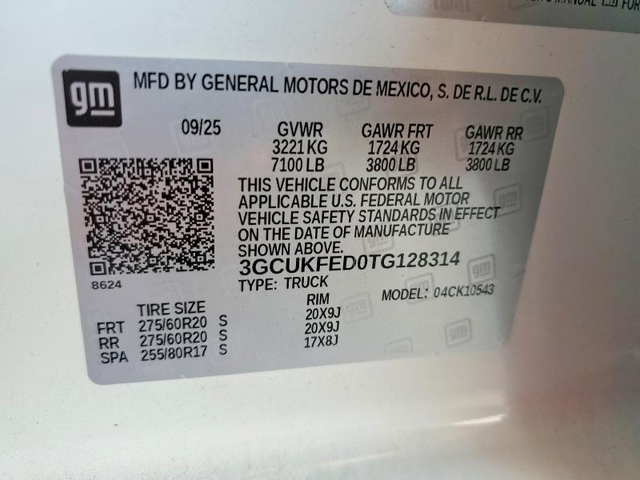 MANUAL FOR
gm
MFD BY GENERAL MOTORS DE MEXICO, S. DE R.L. DE C.V.
09/25 GVWR GAWR FRT GAWR RR
3221 KG 1724 KG 1724 KG
7100 LB 3800 LB 3800 LB
THIS VEHICLE CONFORMS TO ALL
APPLICABLE U.S. FEDERAL MOTOR
VEHICLE SAFETY STANDARDS IN EFFECT
ON THE DATE OF MANUFACTURE
SHOWN ABOVE.
3GCUKFED0TG128314
8624
TYPE: TRUCK MODEL: 04CK10543
TIRE SIZE RIM
FRT 275/60R20 S 20X9J
RR 275/60R20 S 20X9J
SPA 255/80R17 S 17X8J